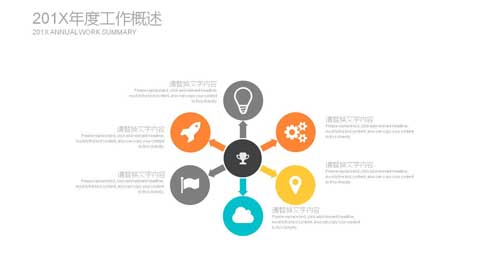 201X年度工作概述
201X ANNUAL WORK SUMMARY
请替换文字内容
Please replace text, click add relevant headline,
modify the text content, also can copy your content
to this directly.
请替换文字内容
Please replace text, click add relevant headline,
modify the text content, also can copy your content
to this directly.
请替换文字内容
Please replace text, click add relevant headline,
modify the text content, also can copy your content
to this directly.
请替换文字内容
Please replace text, click add relevant headline,
modify the text content, also can copy your content
to this directly.
请替换文字内容
Please replace text, click add relevant headline,
modify the text content, also can copy your content
to this directly.
请替换文字内容
Please replace text, click add relevant headline,
modify the text content, also can copy your content
to this directly.